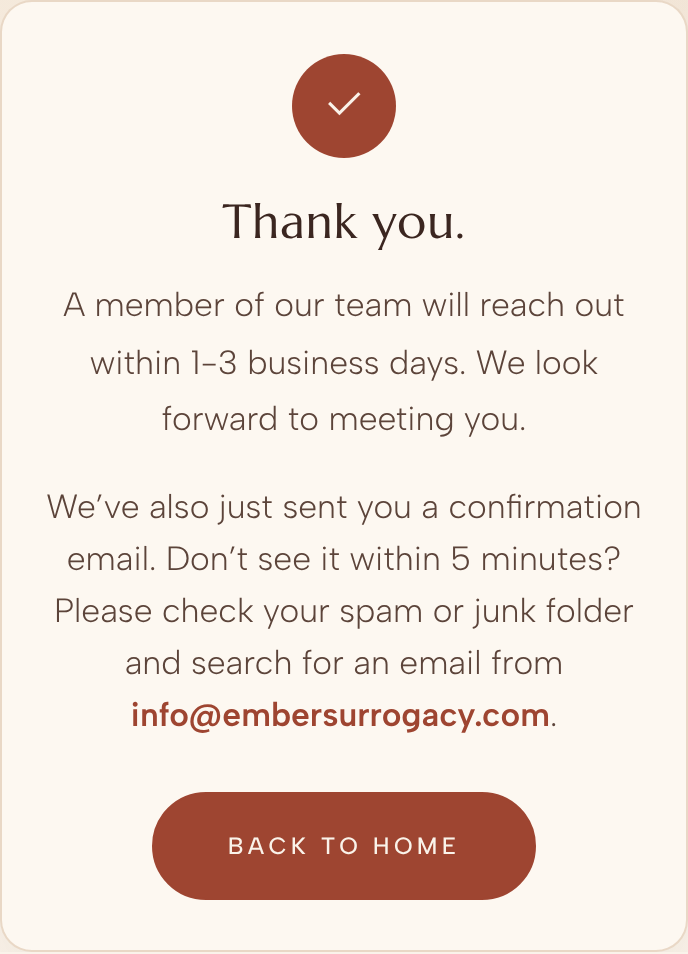 Thank you.
A member of our team will reach out
within 1–3 business days. We look
forward to meeting you.
We’ve also just sent you a confirmation
email. Don’t see it within 5 minutes?
Please check your spam or junk folder
and search for an email from
info@embersurrogacy.com.
BACK TO HOME